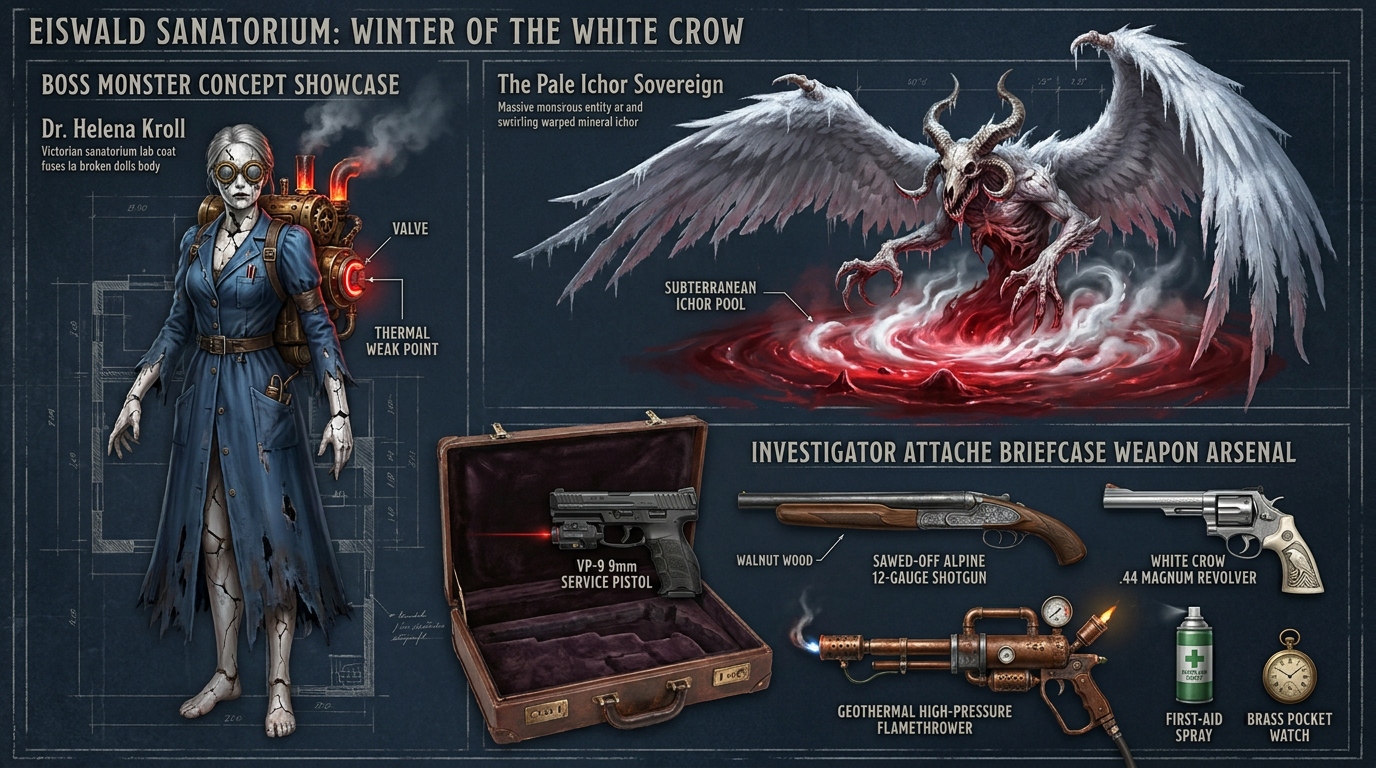 EISWALD SANATORIUM: WINTER OF THE WHITE CROW
BOSS MONSTER CONCEPT SHOWCASE
Dr. Helena Kroll
Victorian sanatorium lab coat
fuses la broken dolls body
VALVE
THERMAL
WEAK POINT
The Pale Ichor Sovereign
Massive monsirous entity ar and
switrling warped mineral ichor
SUBTERRANEAN
ICHOR POOL
INVESTIGATOR ATTACHE BRIEFCASE WEAPON ARSENAL
VP-9 9mm
SERVICE PISTOL
WALNUT WOOD
SAWED-OFF ALPINE
12-GAUGE SHOTGUN
WHITE CROW
.44 MAGNUM REVOLVER
GEOTHERMAL HIGH-PRESSURE
FLAMETHROWER
FIRST-AID
SPRAY
BRASS POCKET
WATCH